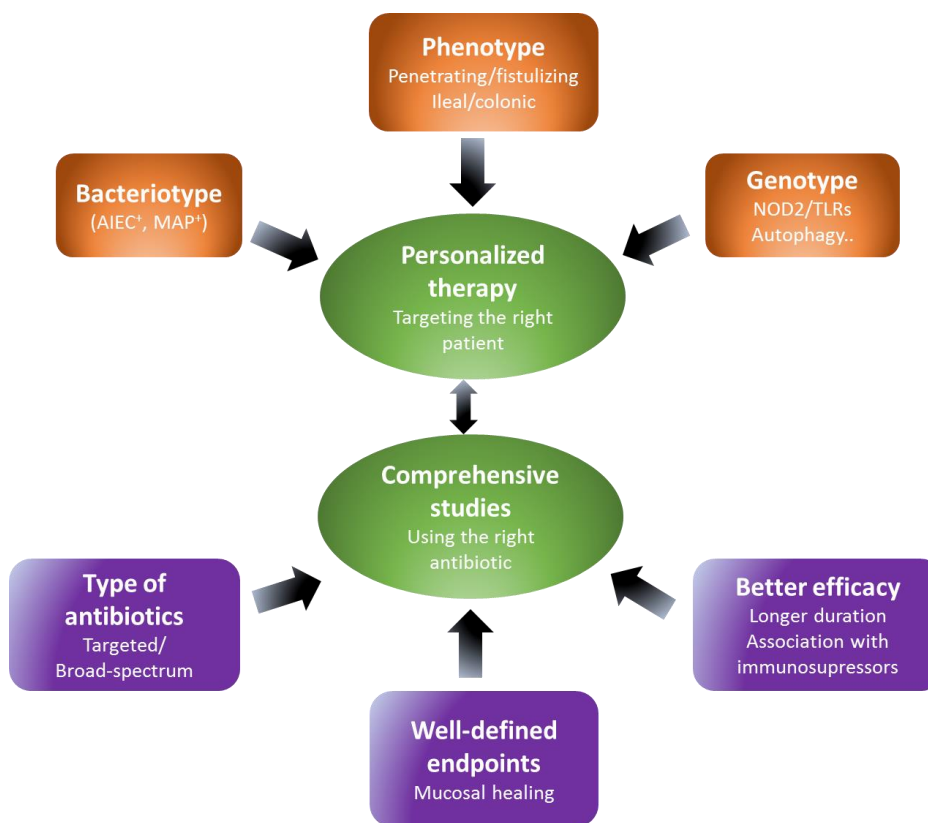 Phenotype
Penetrating/fistulizing
Ileal/colonic
Bacteriotype
(AIEC⁺, MAP⁺)
Genotype
NOD2/TLRs
Autophagy..
Personalized
therapy
Targeting the right
patient
Comprehensive
studies
Using the right
antibiotic
Type of
antibiotics
Targeted/
Broad-spectrum
Better efficacy
Longer duration
Association with
immunosupressors
Well-defined
endpoints
Mucosal healing